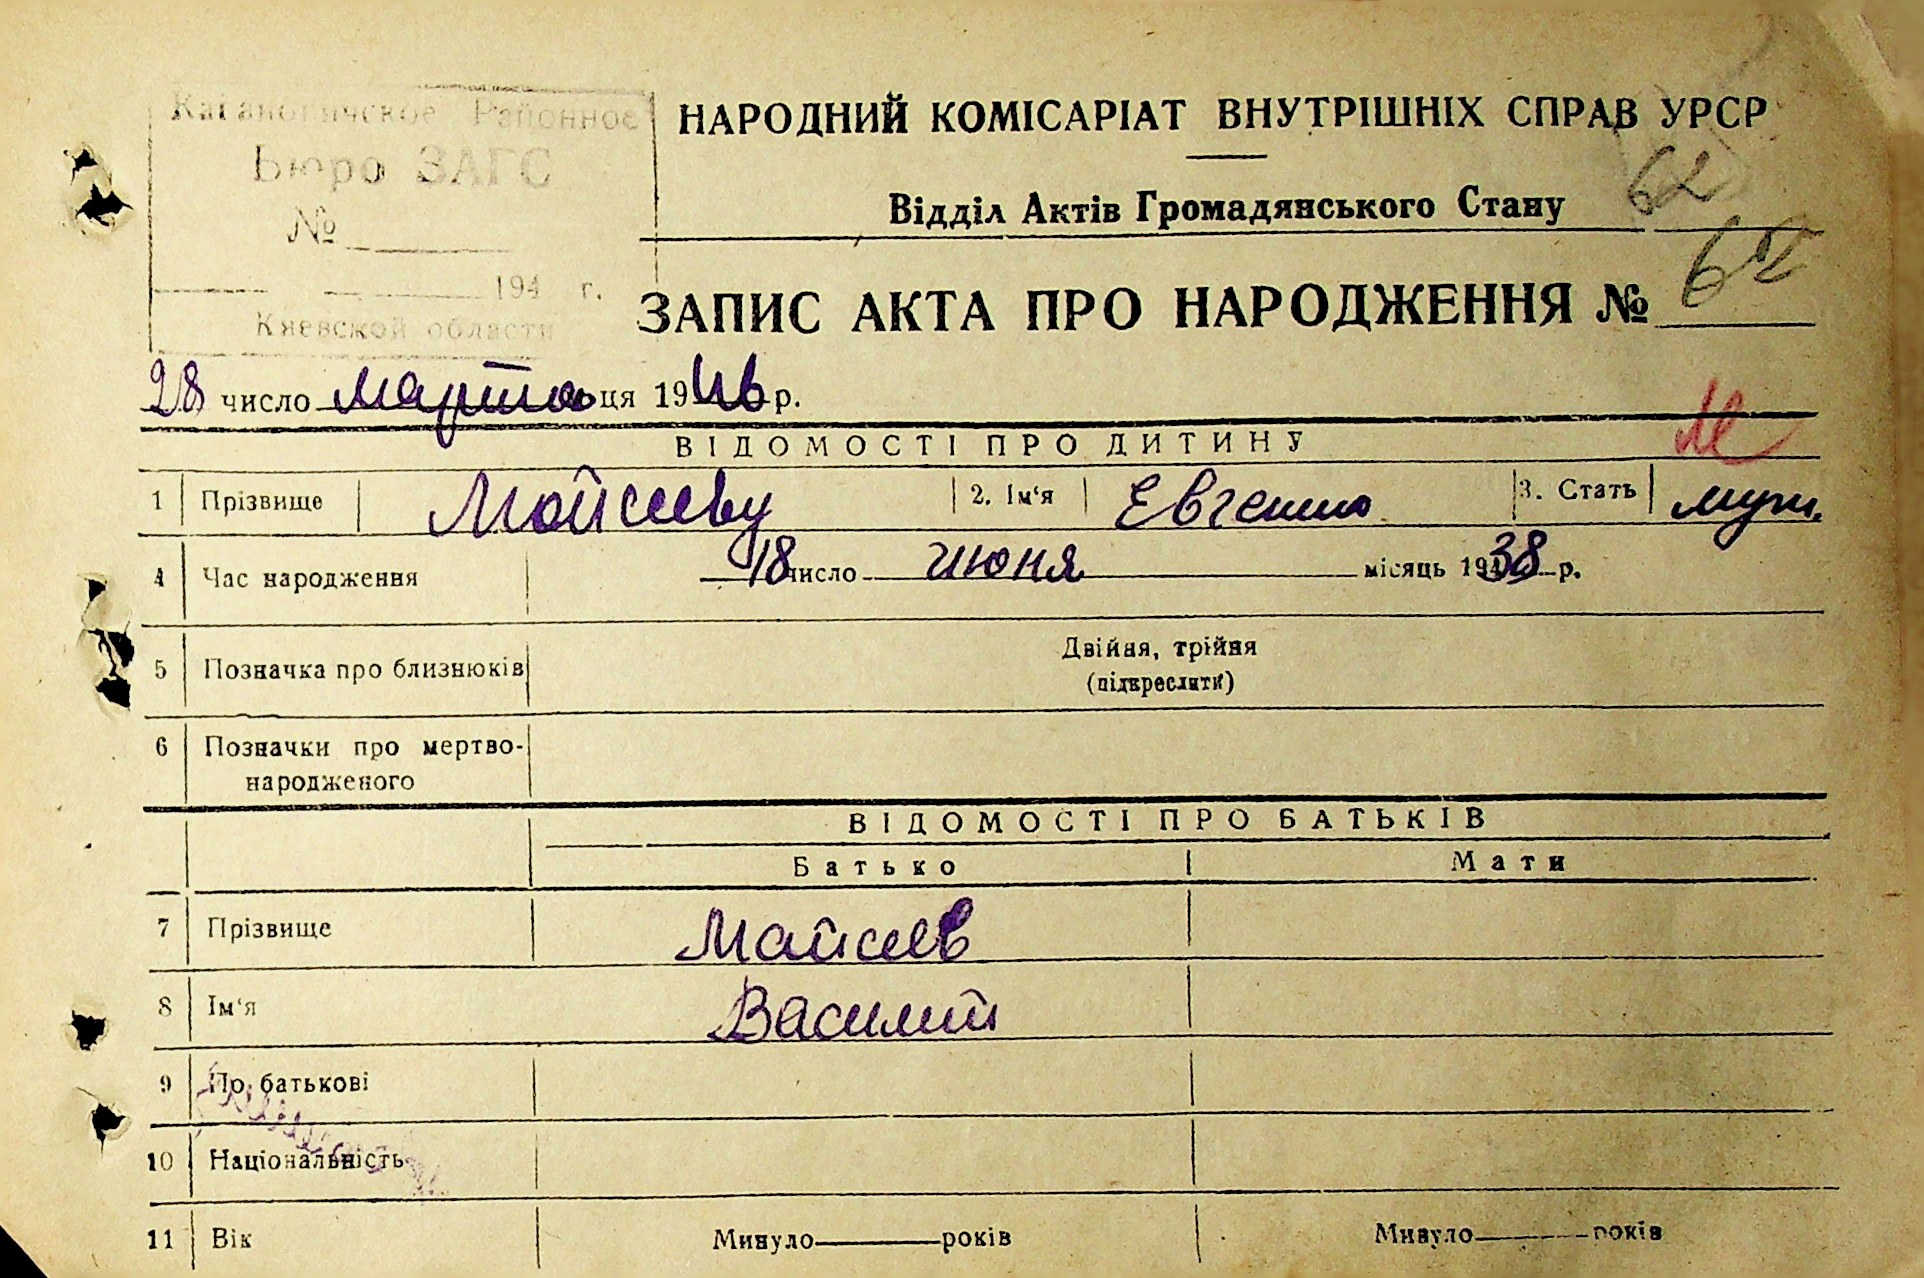 Кагановичское Районное
Бюро ЗАГС
№
194 г.
Киевской области
НАРОДНИЙ КОМІСАРІАТ ВНУТРІШНІХ СПРАВ УРСР
62
Відділ Актів Громадянського Стану
ЗАПИС АКТА ПРО НАРОДЖЕННЯ № 62
28 число марта ця 1946 р.
М
ВІДОМОСТІ ПРО ДИТИНУ
1 Прізвище Мойсееву 2. Ім'я Евгению 3. Стать муж.
4 Час народження 18 число июня місяць 1938 р.
5 Позначка про близнюків Двійня, трійня
(підкреслити)
6 Позначки про мертво-
народженого
ВІДОМОСТІ ПРО БАТЬКІВ
Батько Мати
7 Прізвище Мойсеев
8 Ім'я Василий
9 По батькові
10 Національність
11 Вік Минуло років Минуло років